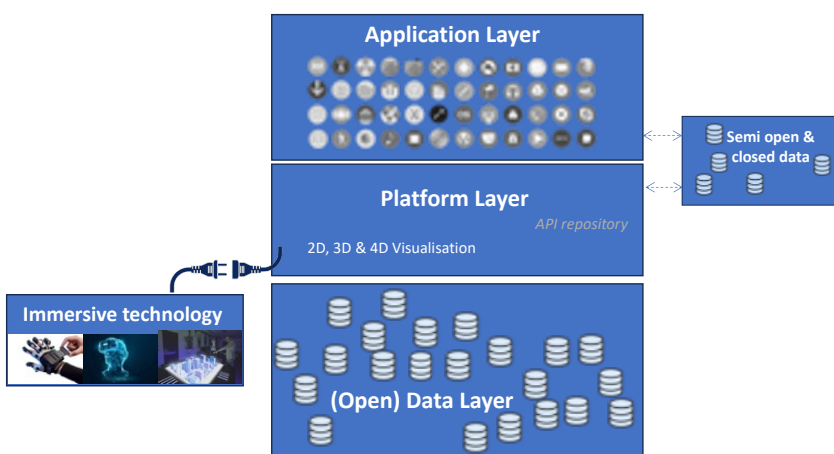 Application Layer
Semi open &
closed data
Platform Layer
API repository
2D, 3D & 4D Visualisation
Immersive technology
(Open) Data Layer